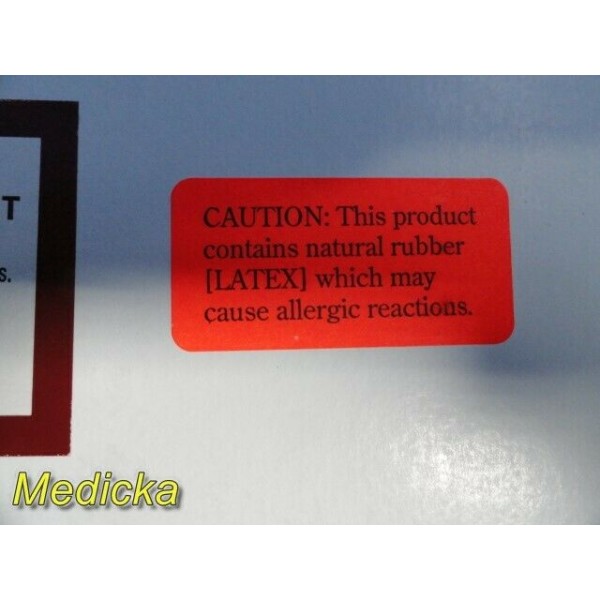 T
s.
CAUTION: This product
contains natural rubber
[LATEX] which may
cause allergic reactions.
Medicka